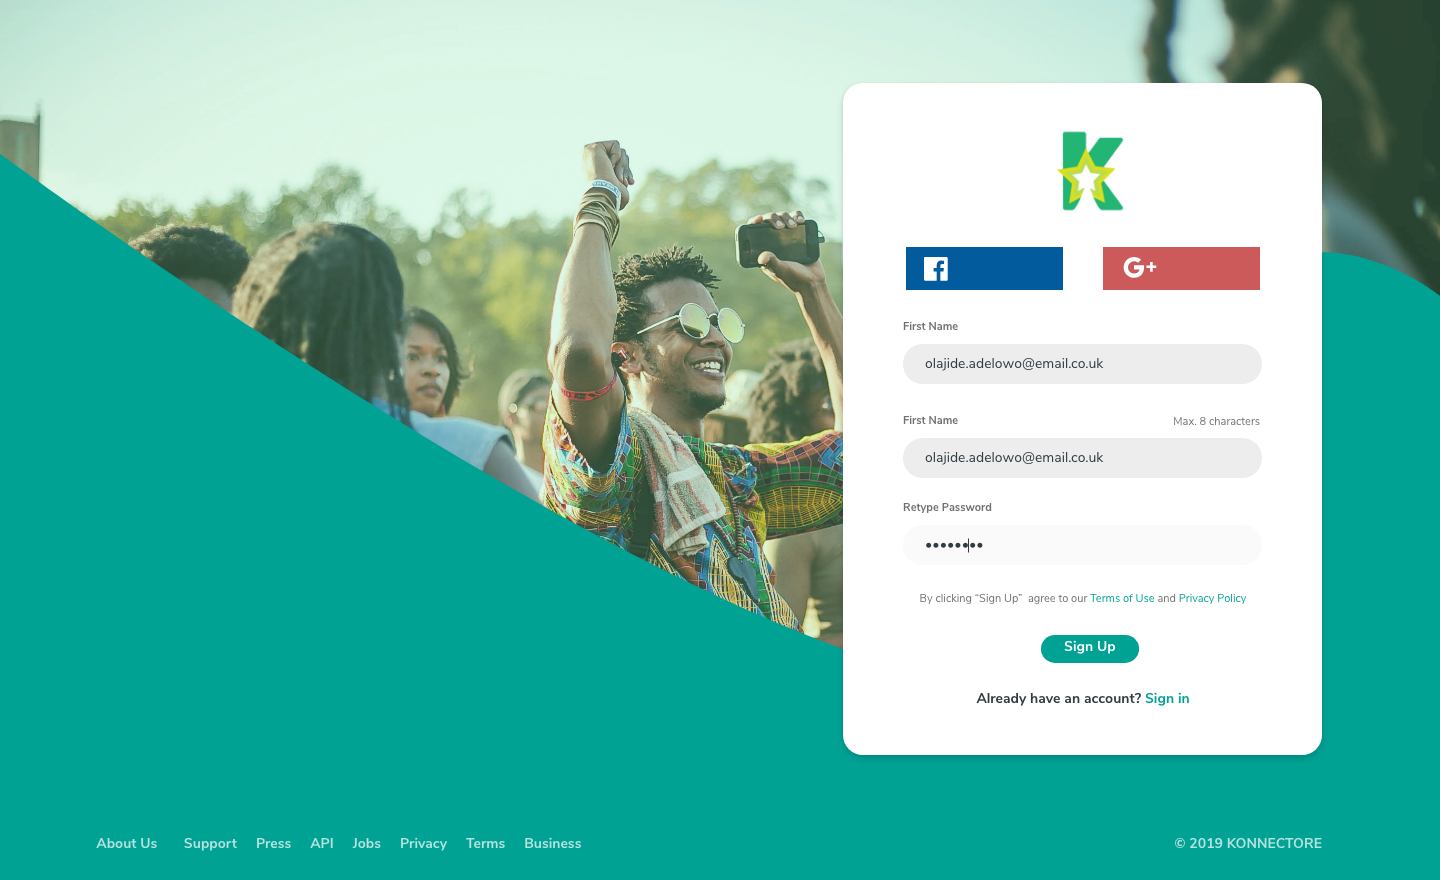 K
G+
First Name
olajide.adelowo@email.co.uk
First Name Max. 8 characters
olajide.adelowo@email.co.uk
Retype Password
••••••••
By clicking “Sign Up” agree to our Terms of Use and Privacy Policy
Sign Up
Already have an account? Sign in
About Us Support Press API Jobs Privacy Terms Business © 2019 KONNECTORE